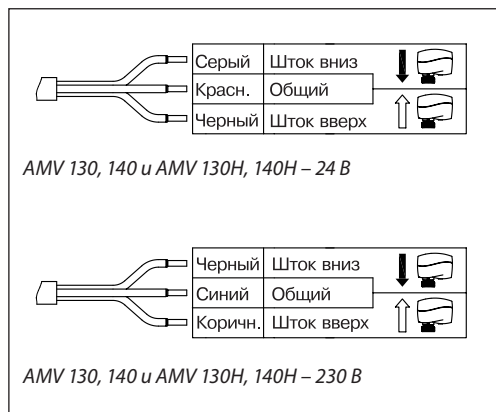 Серый Шток вниз
Красн. Общий
Черный Шток вверх
AMV 130, 140 и AMV 130H, 140H – 24 В
Черный Шток вниз
Синий Общий
Коричн. Шток вверх
AMV 130, 140 и AMV 130H, 140H – 230 В